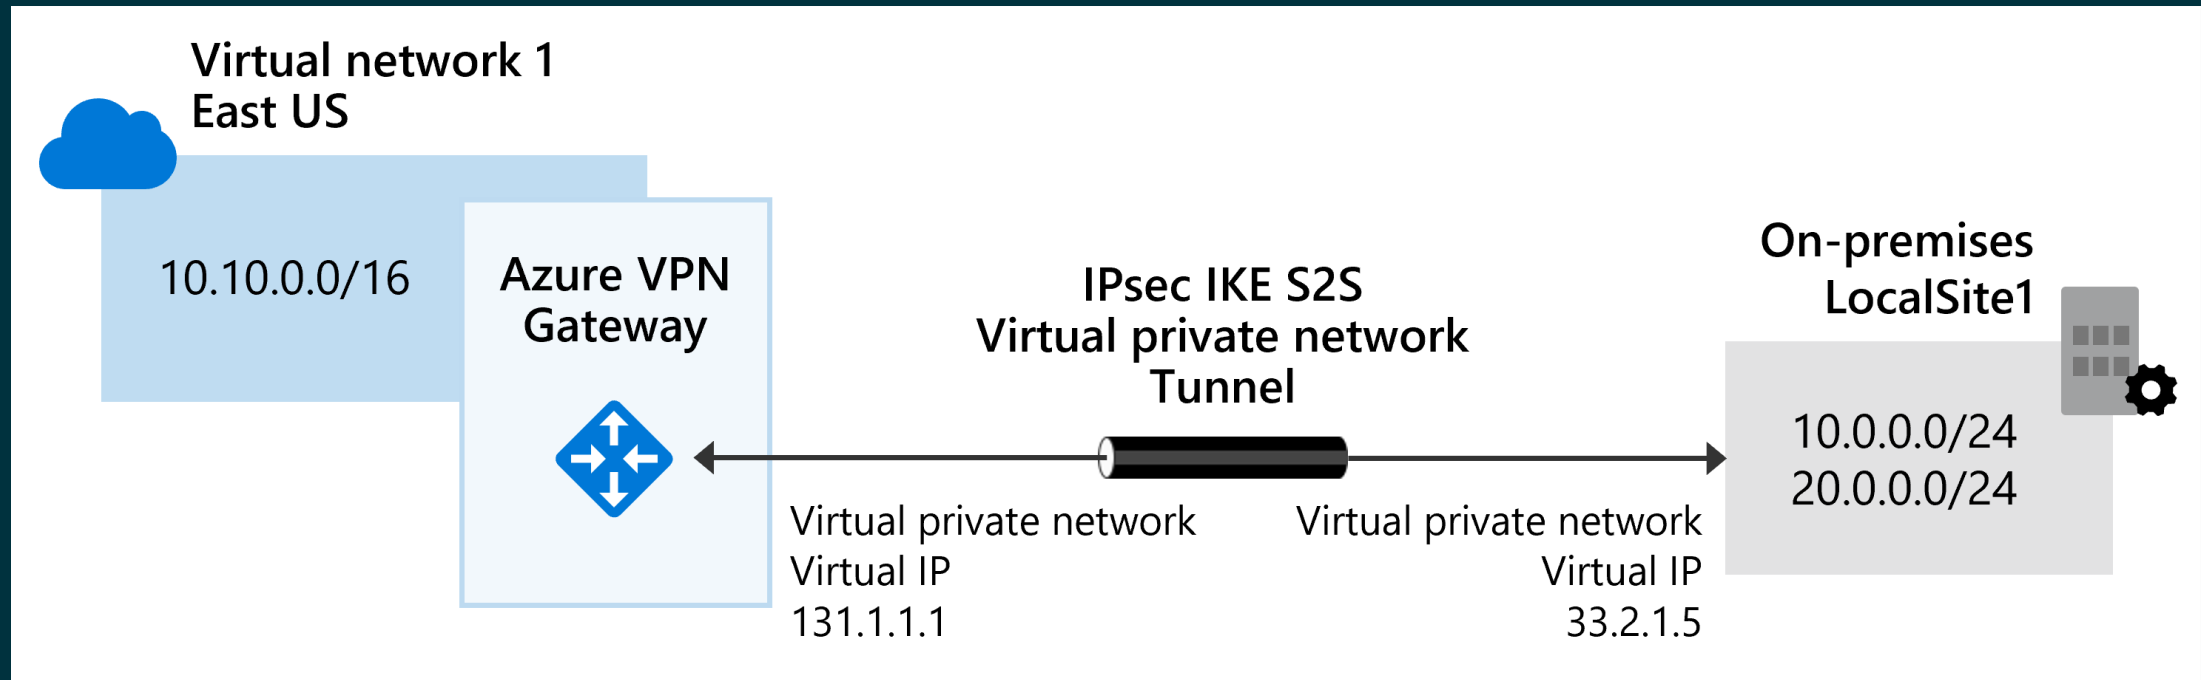 Virtual network 1
East US
10.10.0.0/16
Azure VPN
Gateway
IPsec IKE S2S
Virtual private network
Tunnel
Virtual private network
Virtual IP
131.1.1.1
Virtual private network
Virtual IP
33.2.1.5
On-premises
LocalSite1
10.0.0.0/24
20.0.0.0/24